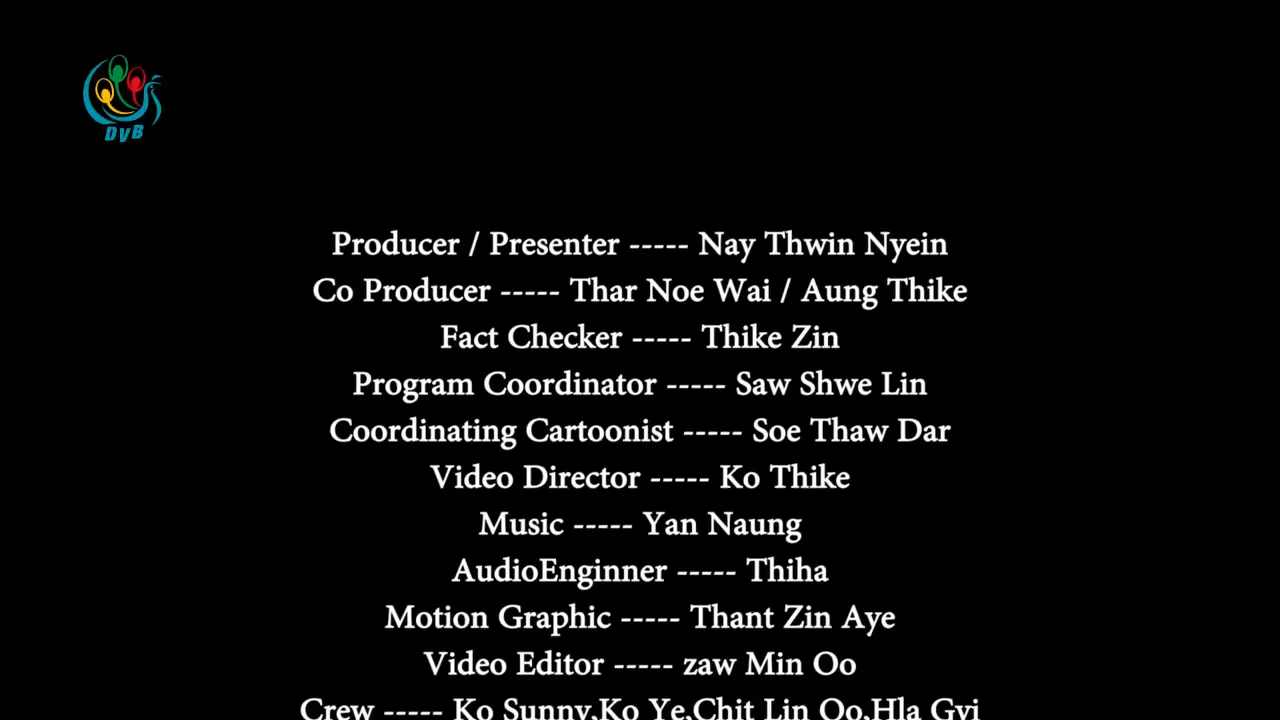 DVB
Producer / Presenter ----- Nay Thwin Nyein
Co Producer ----- Thar Noe Wai / Aung Thike
Fact Checker ----- Thike Zin
Program Coordinator ----- Saw Shwe Lin
Coordinating Cartoonist ----- Soe Thaw Dar
Video Director ----- Ko Thike
Music ----- Yan Naung
AudioEnginner ----- Thiha
Motion Graphic ----- Thant Zin Aye
Video Editor ----- zaw Min Oo
Crew ----- Ko Sunny,Ko Ye,Chit Lin Oo,Hla Gyi